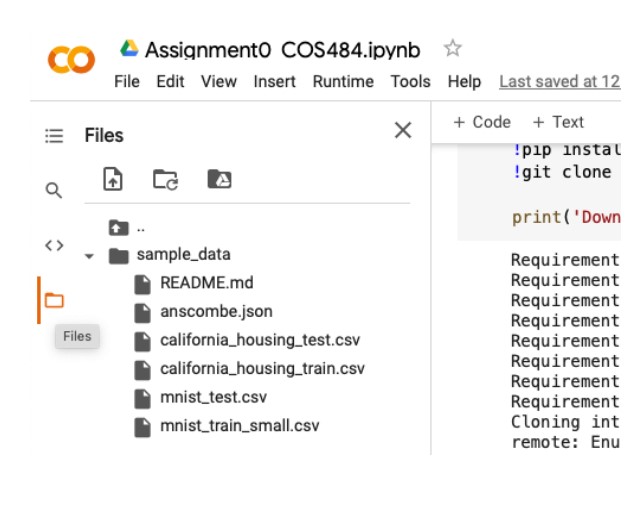 Assignment0_COS484.ipynb
File Edit View Insert Runtime Tools Help Last saved at 12
Files
+ Code + Text
..
sample_data
README.md
anscombe.json
california_housing_test.csv
california_housing_train.csv
mnist_test.csv
mnist_train_small.csv
Files
!pip instal
!git clone
print('Down
Requirement
Requirement
Requirement
Requirement
Requirement
Requirement
Requirement
Requirement
Cloning int
remote: Enu